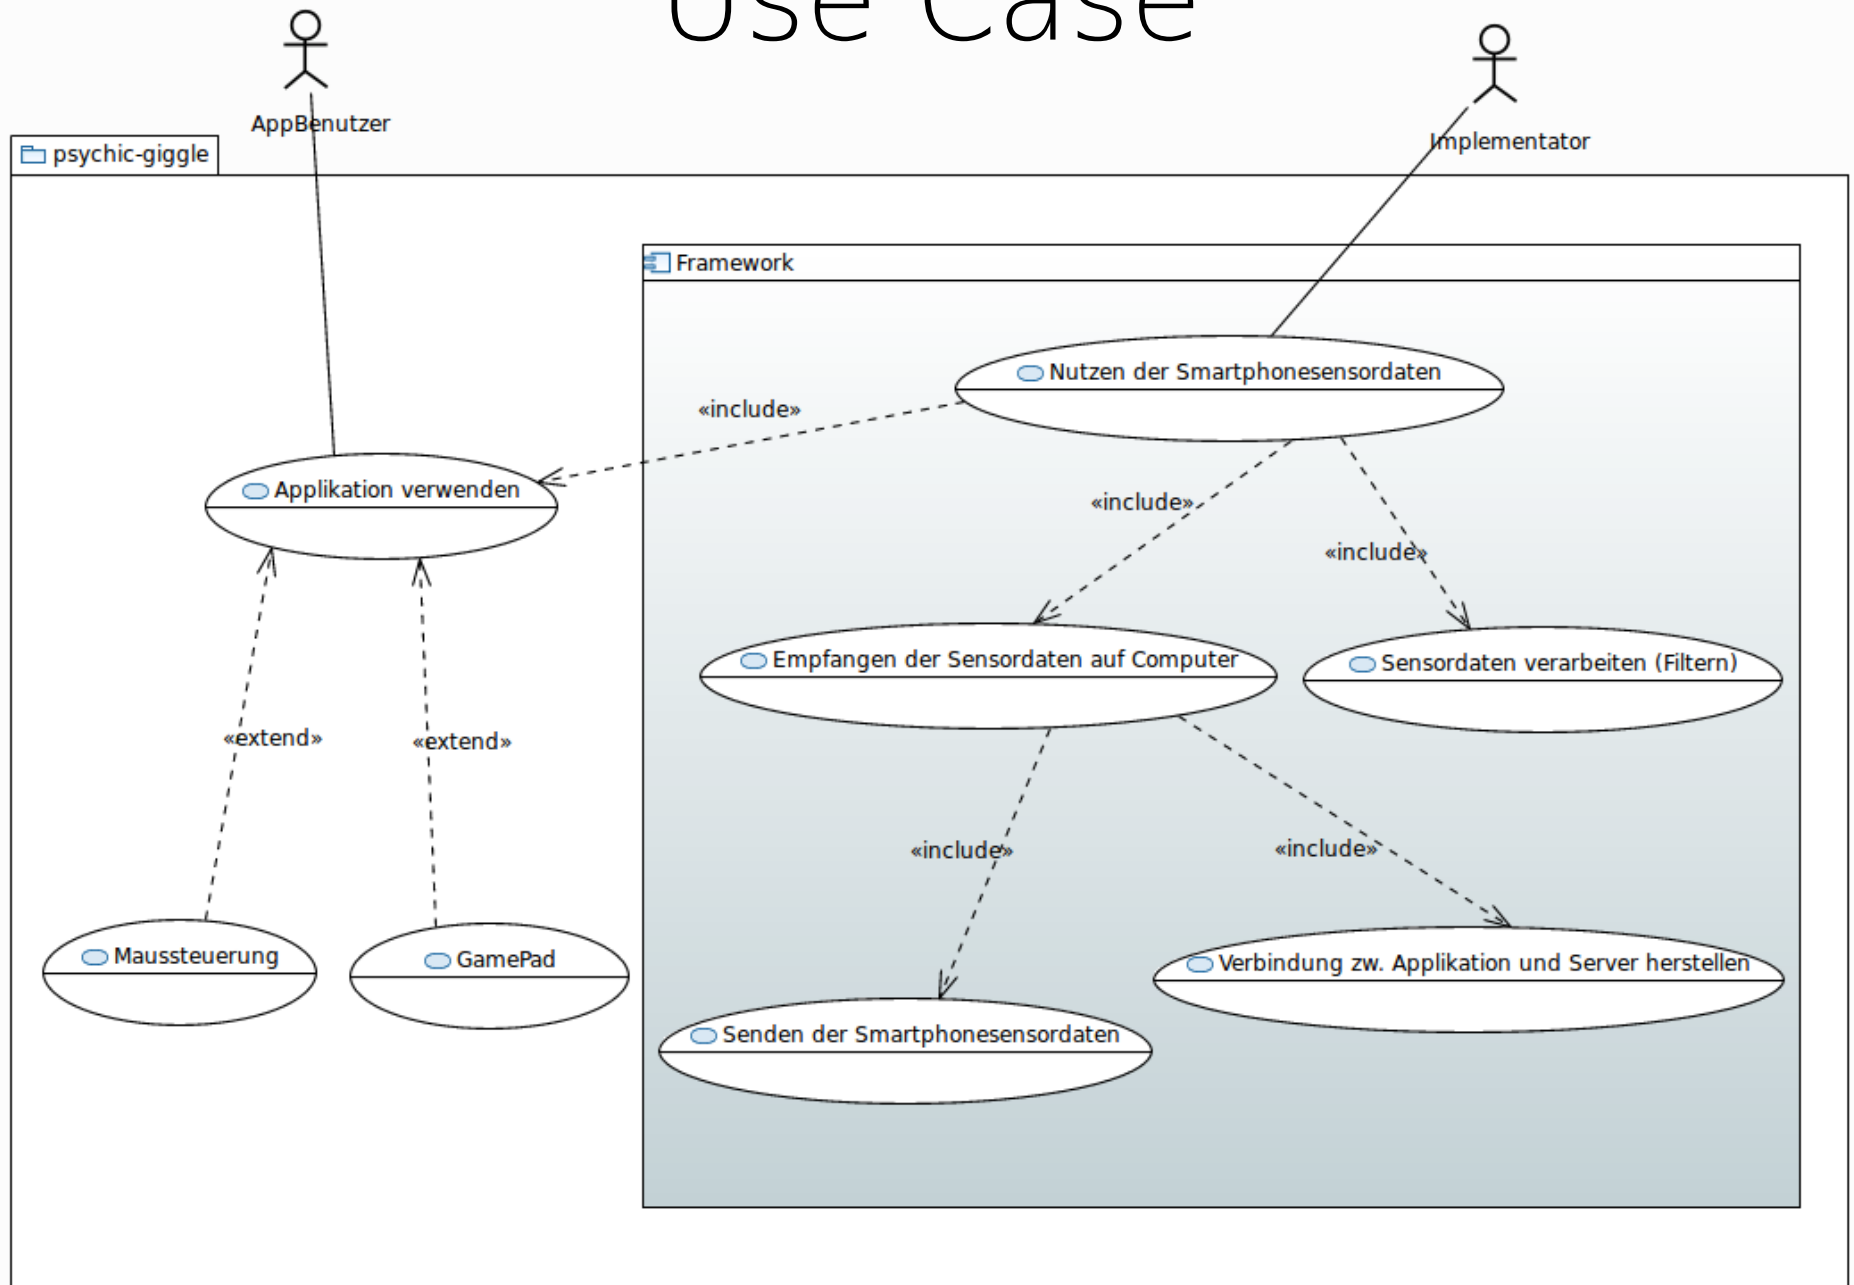 Use Case
AppBenutzer
Implementator
psychic-giggle
Framework
Nutzen der Smartphonesensordaten
«include»
Applikation verwenden
«include»
«include»
Empfangen der Sensordaten auf Computer
Sensordaten verarbeiten (Filtern)
«extend»
«extend»
«include»
«include»
Maussteuerung
GamePad
Verbindung zw. Applikation und Server herstellen
Senden der Smartphonesensordaten